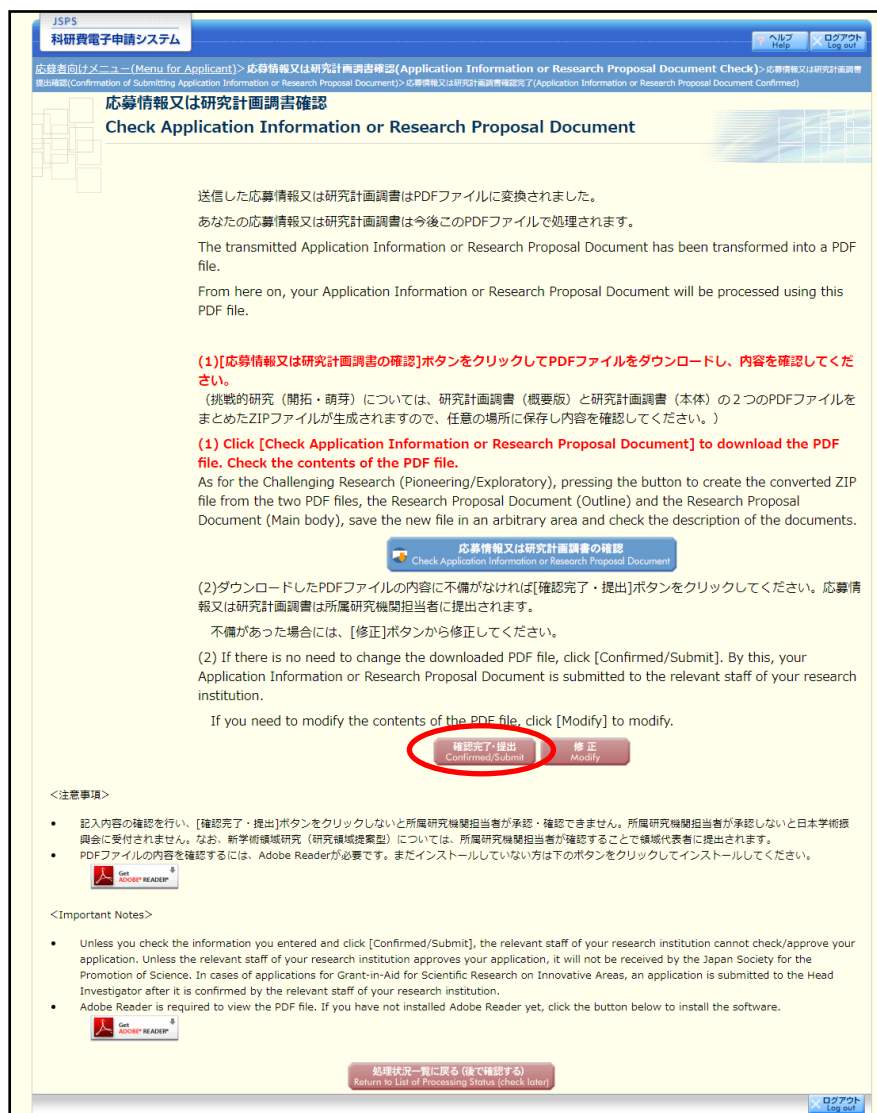 JSPS
科研費電子申請システム
? ヘルプ
Help
ログアウト
Log out
応募者向けメニュー(Menu for Applicant)>応募情報又は研究計画調書確認(Application Information or Research Proposal Document Check)>応募情報又は研究計画調書
提出確認(Confirmation of Submitting Application Information or Research Proposal Document)>応募情報又は研究計画調書確認完了(Application Information or Research Proposal Document Confirmed)
応募情報又は研究計画調書確認
Check Application Information or Research Proposal Document
送信した応募情報又は研究計画調書はPDFファイルに変換されました。
あなたの応募情報又は研究計画調書は今後このPDFファイルで処理されます。
The transmitted Application Information or Research Proposal Document has been transformed into a PDF
file.
From here on, your Application Information or Research Proposal Document will be processed using this
PDF file.
(1)[応募情報又は研究計画調書の確認]ボタンをクリックしてPDFファイルをダウンロードし、内容を確認してくだ
さい。
（挑戦的研究（開拓・萌芽）については、研究計画調書（概要版）と研究計画調書（本体）の２つのPDFファイルを
まとめたZIPファイルが生成されますので、任意の場所に保存し内容を確認してください。）
(1) Click [Check Application Information or Research Proposal Document] to download the PDF
file. Check the contents of the PDF file.
As for the Challenging Research (Pioneering/Exploratory), pressing the button to create the converted ZIP
file from the two PDF files, the Research Proposal Document (Outline) and the Research Proposal
Document (Main body), save the new file in an arbitrary area and check the description of the documents.
応募情報又は研究計画調書の確認
Check Application Information or Research Proposal Document
(2)ダウンロードしたPDFファイルの内容に不備がなければ[確認完了・提出]ボタンをクリックしてください。応募情
報又は研究計画調書は所属研究機関担当者に提出されます。
不備があった場合には、[修正]ボタンから修正してください。
(2) If there is no need to change the downloaded PDF file, click [Confirmed/Submit]. By this, your
Application Information or Research Proposal Document is submitted to the relevant staff of your research
institution.
If you need to modify the contents of the PDF file, click [Modify] to modify.
確認完了・提出
Confirmed/Submit
修 正
Modify
<注意事項>
• 記入内容の確認を行い、[確認完了・提出]ボタンをクリックしないと所属研究機関担当者が承認・確認できません。所属研究機関担当者が承認しないと日本学術振
興会に受付されません。なお、新学術領域研究（研究領域提案型）については、所属研究機関担当者が確認することで領域代表者に提出されます。
• PDFファイルの内容を確認するには、Adobe Readerが必要です。まだインストールしていない方は下のボタンをクリックしてインストールしてください。
Get
ADOBE® READER®
<Important Notes>
• Unless you check the information you entered and click [Confirmed/Submit], the relevant staff of your research institution cannot check/approve your
application. Unless the relevant staff of your research institution approves your application, it will not be received by the Japan Society for the
Promotion of Science. In cases of applications for Grant-in-Aid for Scientific Research on Innovative Areas, an application is submitted to the Head
Investigator after it is confirmed by the relevant staff of your research institution.
• Adobe Reader is required to view the PDF file. If you have not installed Adobe Reader yet, click the button below to install the software.
Get
ADOBE® READER®
処理状況一覧に戻る（後で確認する）
Return to List of Processing Status (check later)
ログアウト
Log out